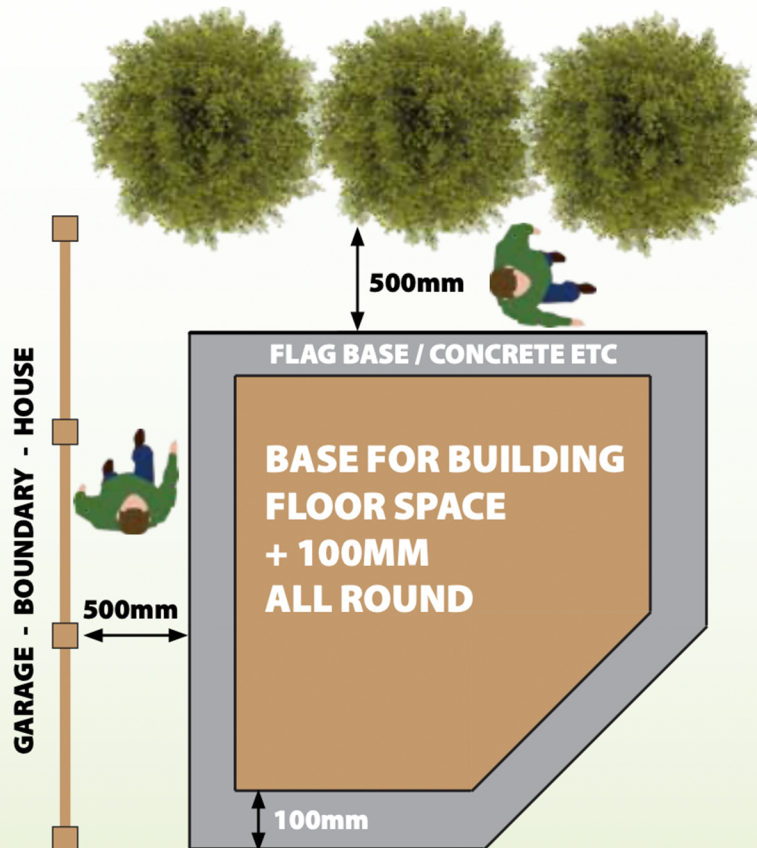 500mm
FLAG BASE / CONCRETE ETC
GARAGE - BOUNDARY - HOUSE
BASE FOR BUILDING
FLOOR SPACE
+ 100MM
ALL ROUND
500mm
100mm